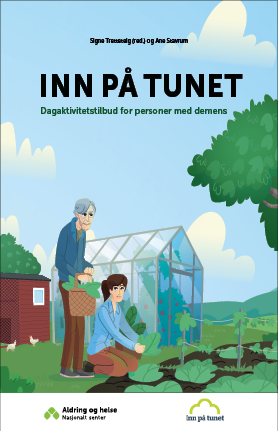 Signe Tretteteig (red.) og Ane Stavrum
INN PÅ TUNET
Dagaktivitetstilbud for personer med demens
Aldring og helse
Nasjonalt senter
inn på tunet